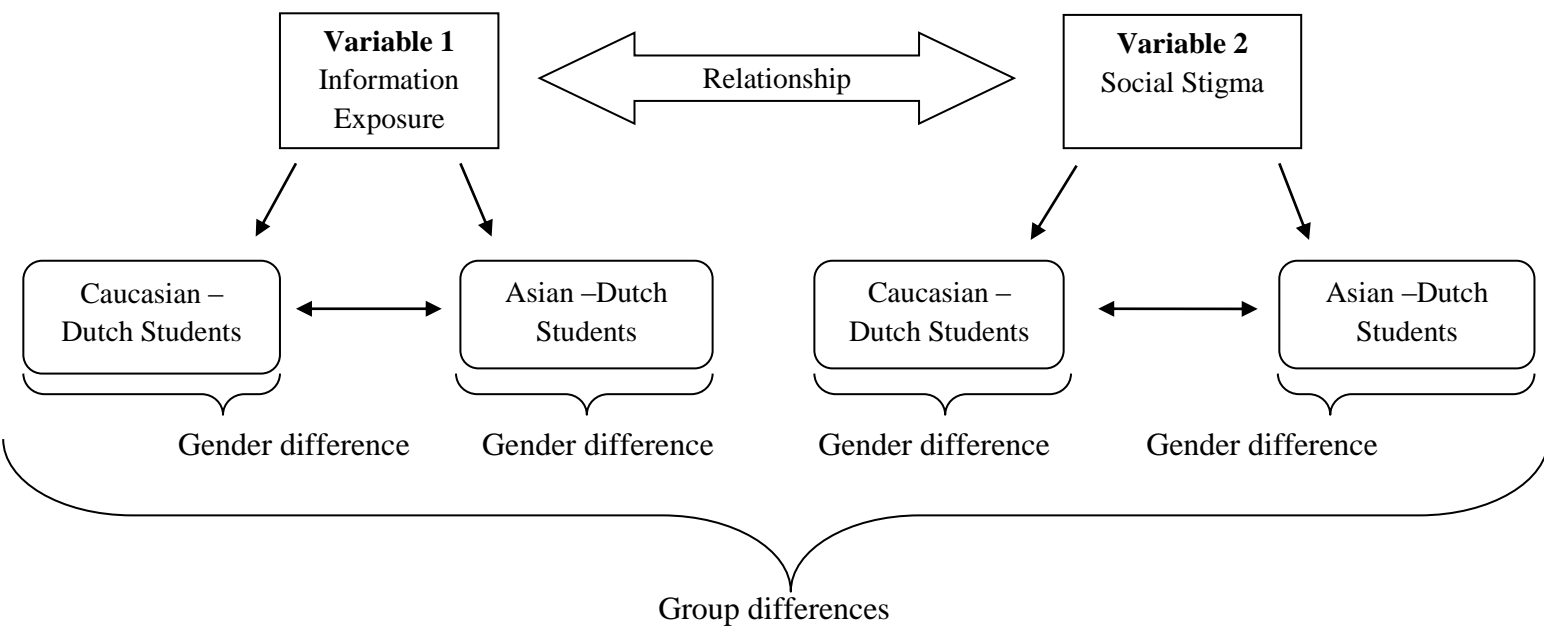 Variable 1
Information
Exposure
Relationship
Variable 2
Social Stigma
Caucasian –
Dutch Students
Asian –Dutch
Students
Caucasian –
Dutch Students
Asian –Dutch
Students
Gender difference
Gender difference
Gender difference
Gender difference
Group differences